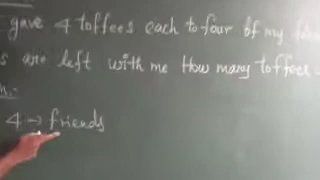 gave 4 toffees each to four of my
are left with me How many toffees
4 → friends